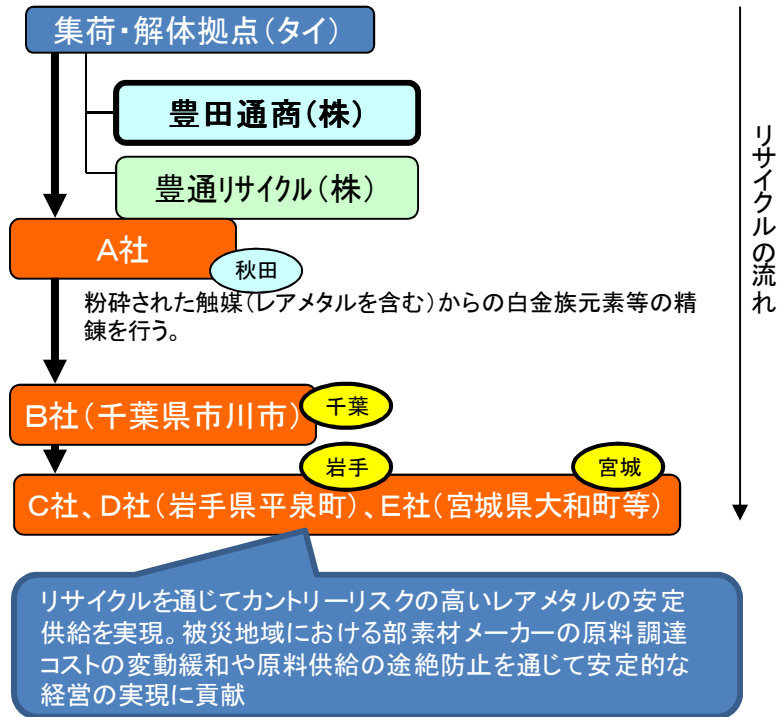 集荷・解体拠点(タイ)
豊田通商(株)
豊通リサイクル(株)
A社
秋田
粉砕された触媒(レアメタルを含む)からの白金族元素等の精
錬を行う。
B社(千葉県市川市)
千葉
岩手
宮城
C社、D社(岩手県平泉町)、E社(宮城県大和町等)
リサイクルの流れ
リサイクルを通じてカントリーリスクの高いレアメタルの安定
供給を実現。被災地域における部素材メーカーの原料調達
コストの変動緩和や原料供給の途絶防止を通じて安定的な
経営の実現に貢献